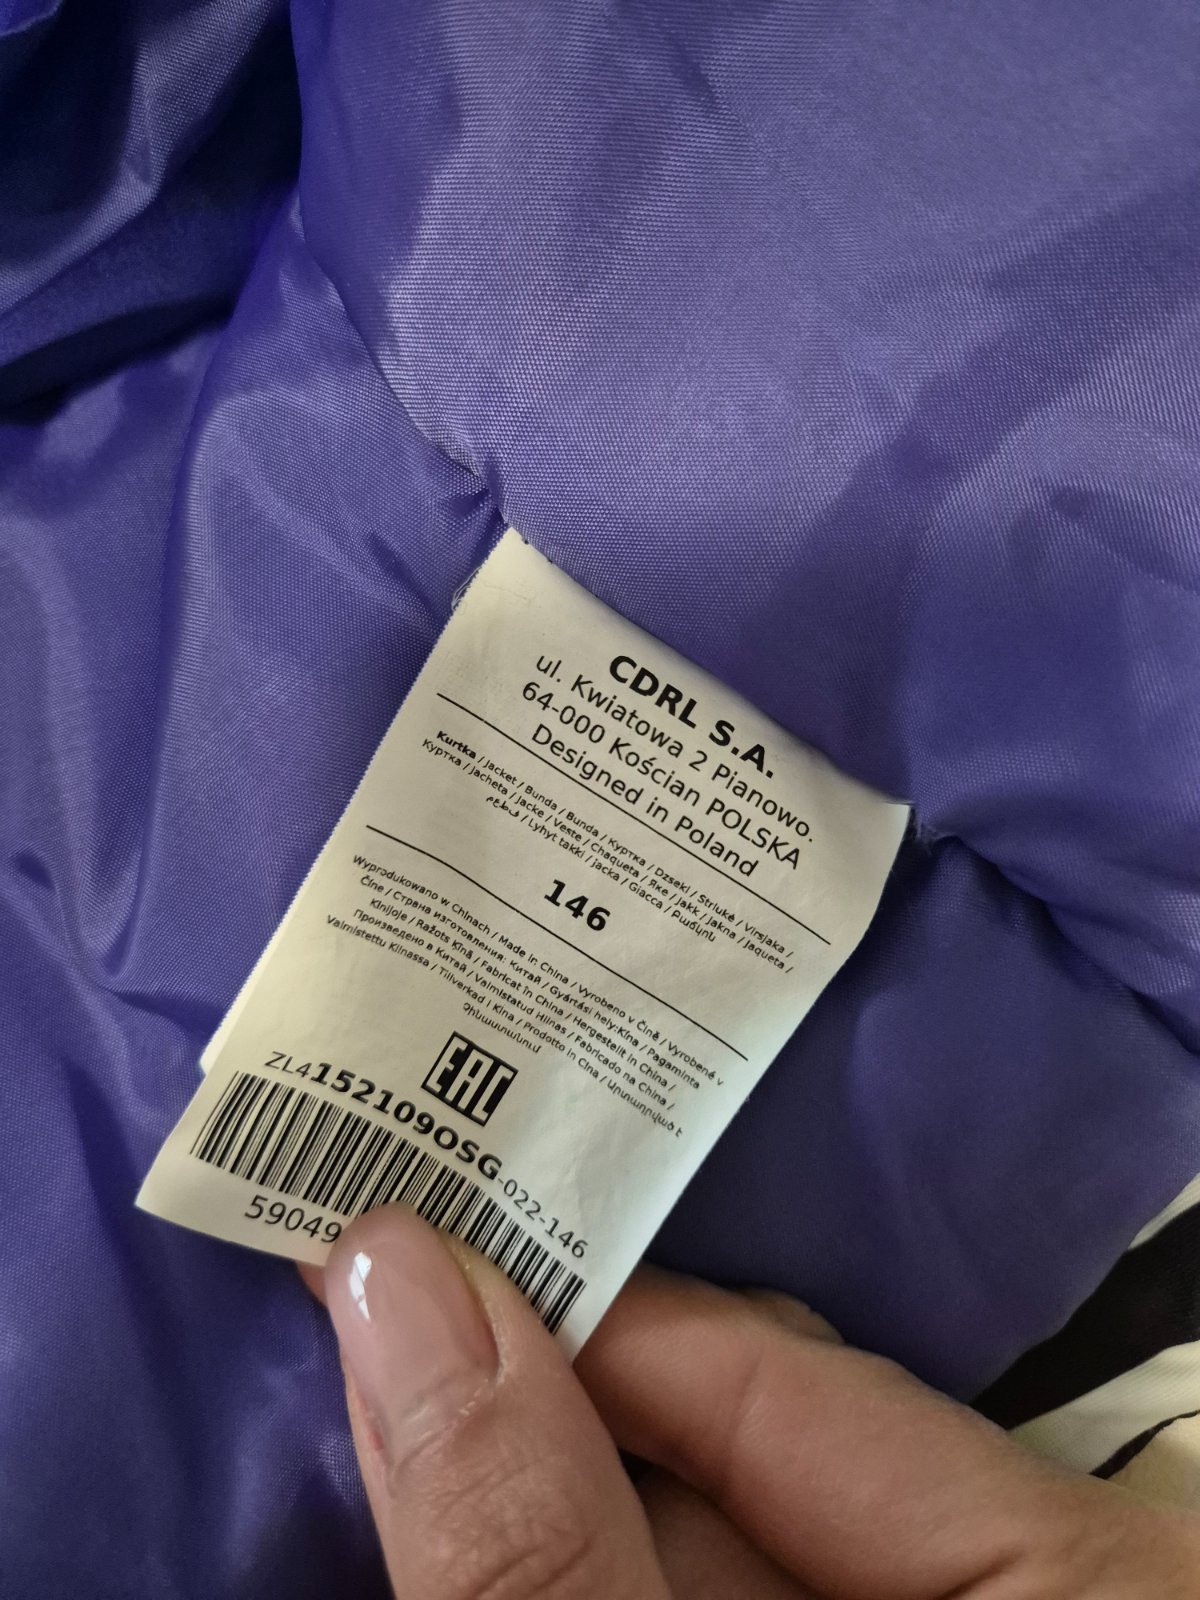 CDRL S.A.
ul. Kwiatowa 2 Pianowo.
64-000 Kościan POLSKA
Designed in Poland
Kurtka / Jacket / Bunda / Bunda / Куртка / Dzseki / Striukė / Virsjaka /
Куртка / Jacheta / Jacke / Veste / Chaqueta / Яке / Jakk / Jakna / Jaqueta /
/ Lyhyt takki / Jacka / Giacca / Բաճկոն
146
Wyprodukowano w Chinach / Made in China / Vyrobeno v Číně / Vyrobené v
Číne / Страна изготовления: Китай / Gyártási hely:Kína / Pagaminta
Kinijoje / Ražots Ķīnā / Fabricat în China / Hergestellt in China /
Произведено в Китай / Valmistatud Hiinas / Fabricado na China /
Valmistettu Kiinassa / Tillverkad i Kina / Prodotto in Cina / Արտադրված է
Չինաստանում
EAC
ZL4152109OSG-022-146
59049